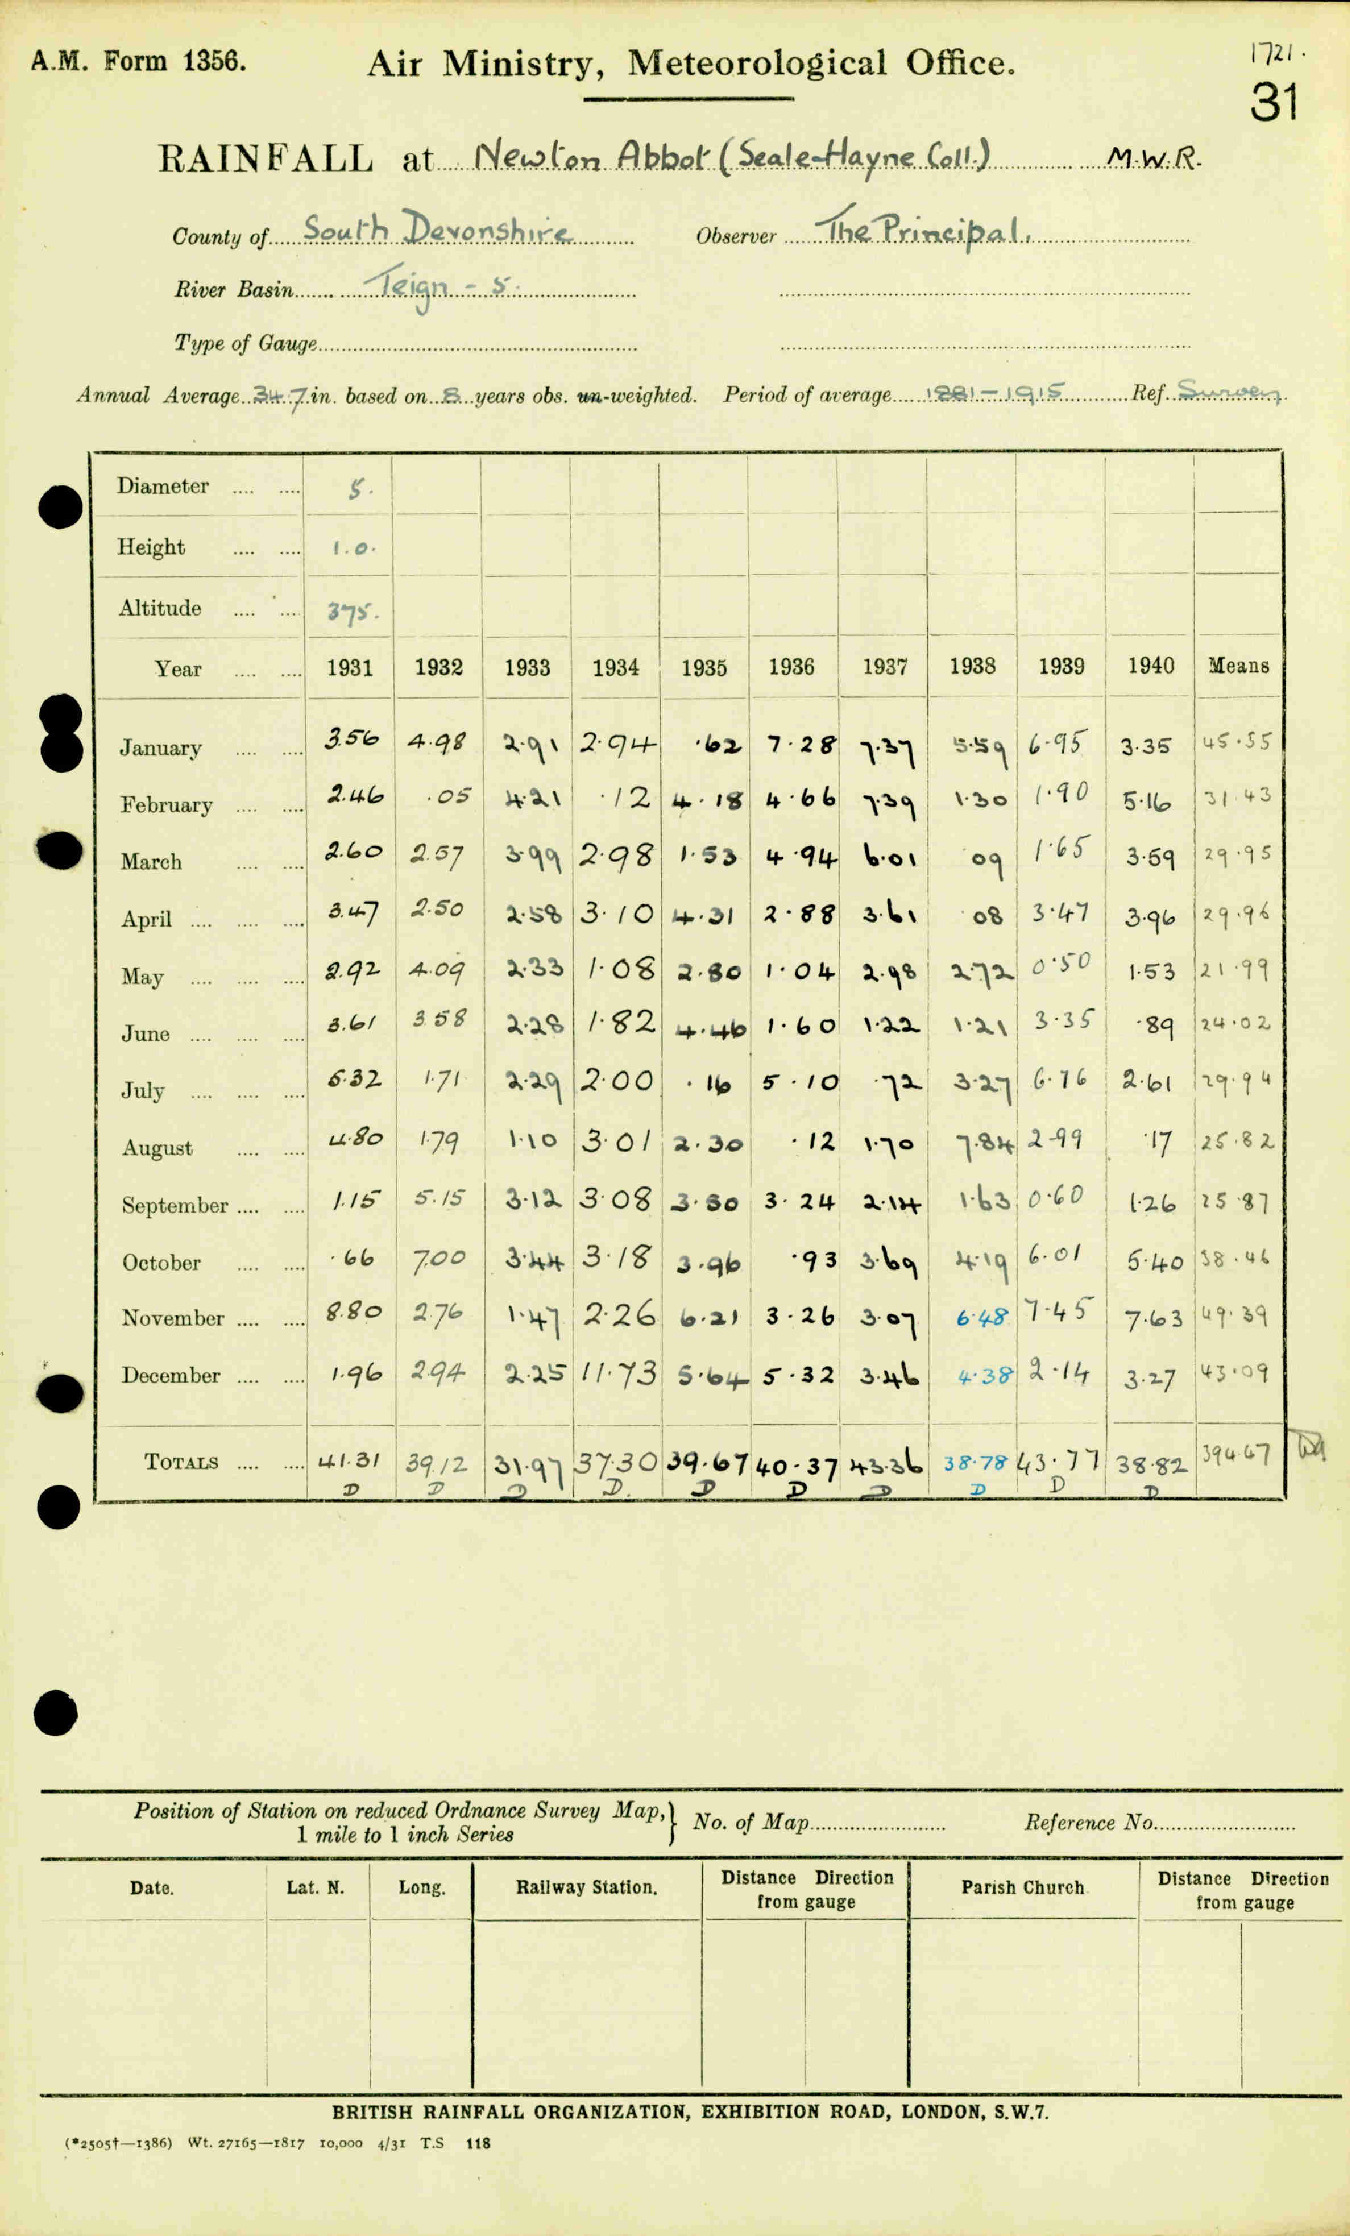 A.M. Form 1356.
Air Ministry, Meteorological Office.
1721.
31
RAINFALL at Newton Abbot (Seale-Hayne Coll.) M.W.R.
County of South Devonshire Observer The Principal.
River Basin Teign - 5.
Type of Gauge
Annual Average 34.7 in. based on 8 years obs. un-weighted. Period of average 1881-1915 Ref. Survey
Diameter .... .... 5.
Height .... .... 1.0.
Altitude .... .... 375.
Year .... .... 1931 1932 1933 1934 1935 1936 1937 1938 1939 1940 Means
January .... .... 3.56 4.98 2.91 2.94 .62 7.28 7.37 5.59 6.95 3.35 45.55
February .... .... 2.46 .05 4.21 .12 4.18 4.66 7.39 1.30 1.90 5.16 31.43
March .... .... 2.60 2.57 3.99 2.98 1.53 4.94 6.01 09 1.65 3.59 29.95
April .... .... .... 3.47 2.50 2.58 3.10 4.31 2.88 3.61 08 3.47 3.96 29.96
May .... .... .... 2.92 4.09 2.33 1.08 2.80 1.04 2.98 2.72 0.50 1.53 21.99
June .... .... .... 3.61 3.58 2.28 1.82 4.46 1.60 1.22 1.21 3.35 .89 24.02
July .... .... .... 5.32 1.71 2.29 2.00 .16 5.10 .72 3.27 6.76 2.61 29.94
August .... .... 4.80 1.79 1.10 3.01 2.30 .12 1.70 7.84 2.99 .17 25.82
September .... .... 1.15 5.15 3.12 3.08 3.50 3.24 2.14 1.63 0.60 1.26 25.87
October .... .... .66 7.00 3.44 3.18 3.96 .93 3.69 4.19 6.01 5.40 38.46
November .... .... 8.80 2.76 1.47 2.26 6.21 3.26 3.07 6.48 7.45 7.63 49.39
December .... .... 1.96 2.94 2.25 11.73 5.64 5.32 3.46 4.38 2.14 3.27 43.09
TOTALS .... .... 41.31 39.12 31.97 37.30 39.67 40.37 43.36 38.78 43.77 38.82 394.47
D D D D. D D D D D D
Position of Station on reduced Ordnance Survey Map,} No. of Map Reference No.
1 mile to 1 inch Series
Date. Lat. N. Long. Railway Station. Distance Direction from gauge Parish Church Distance Direction from gauge
BRITISH RAINFALL ORGANIZATION, EXHIBITION ROAD, LONDON, S.W.7.
(*2505†—1386) Wt. 27165—1817 10,000 4/31 T.S 118